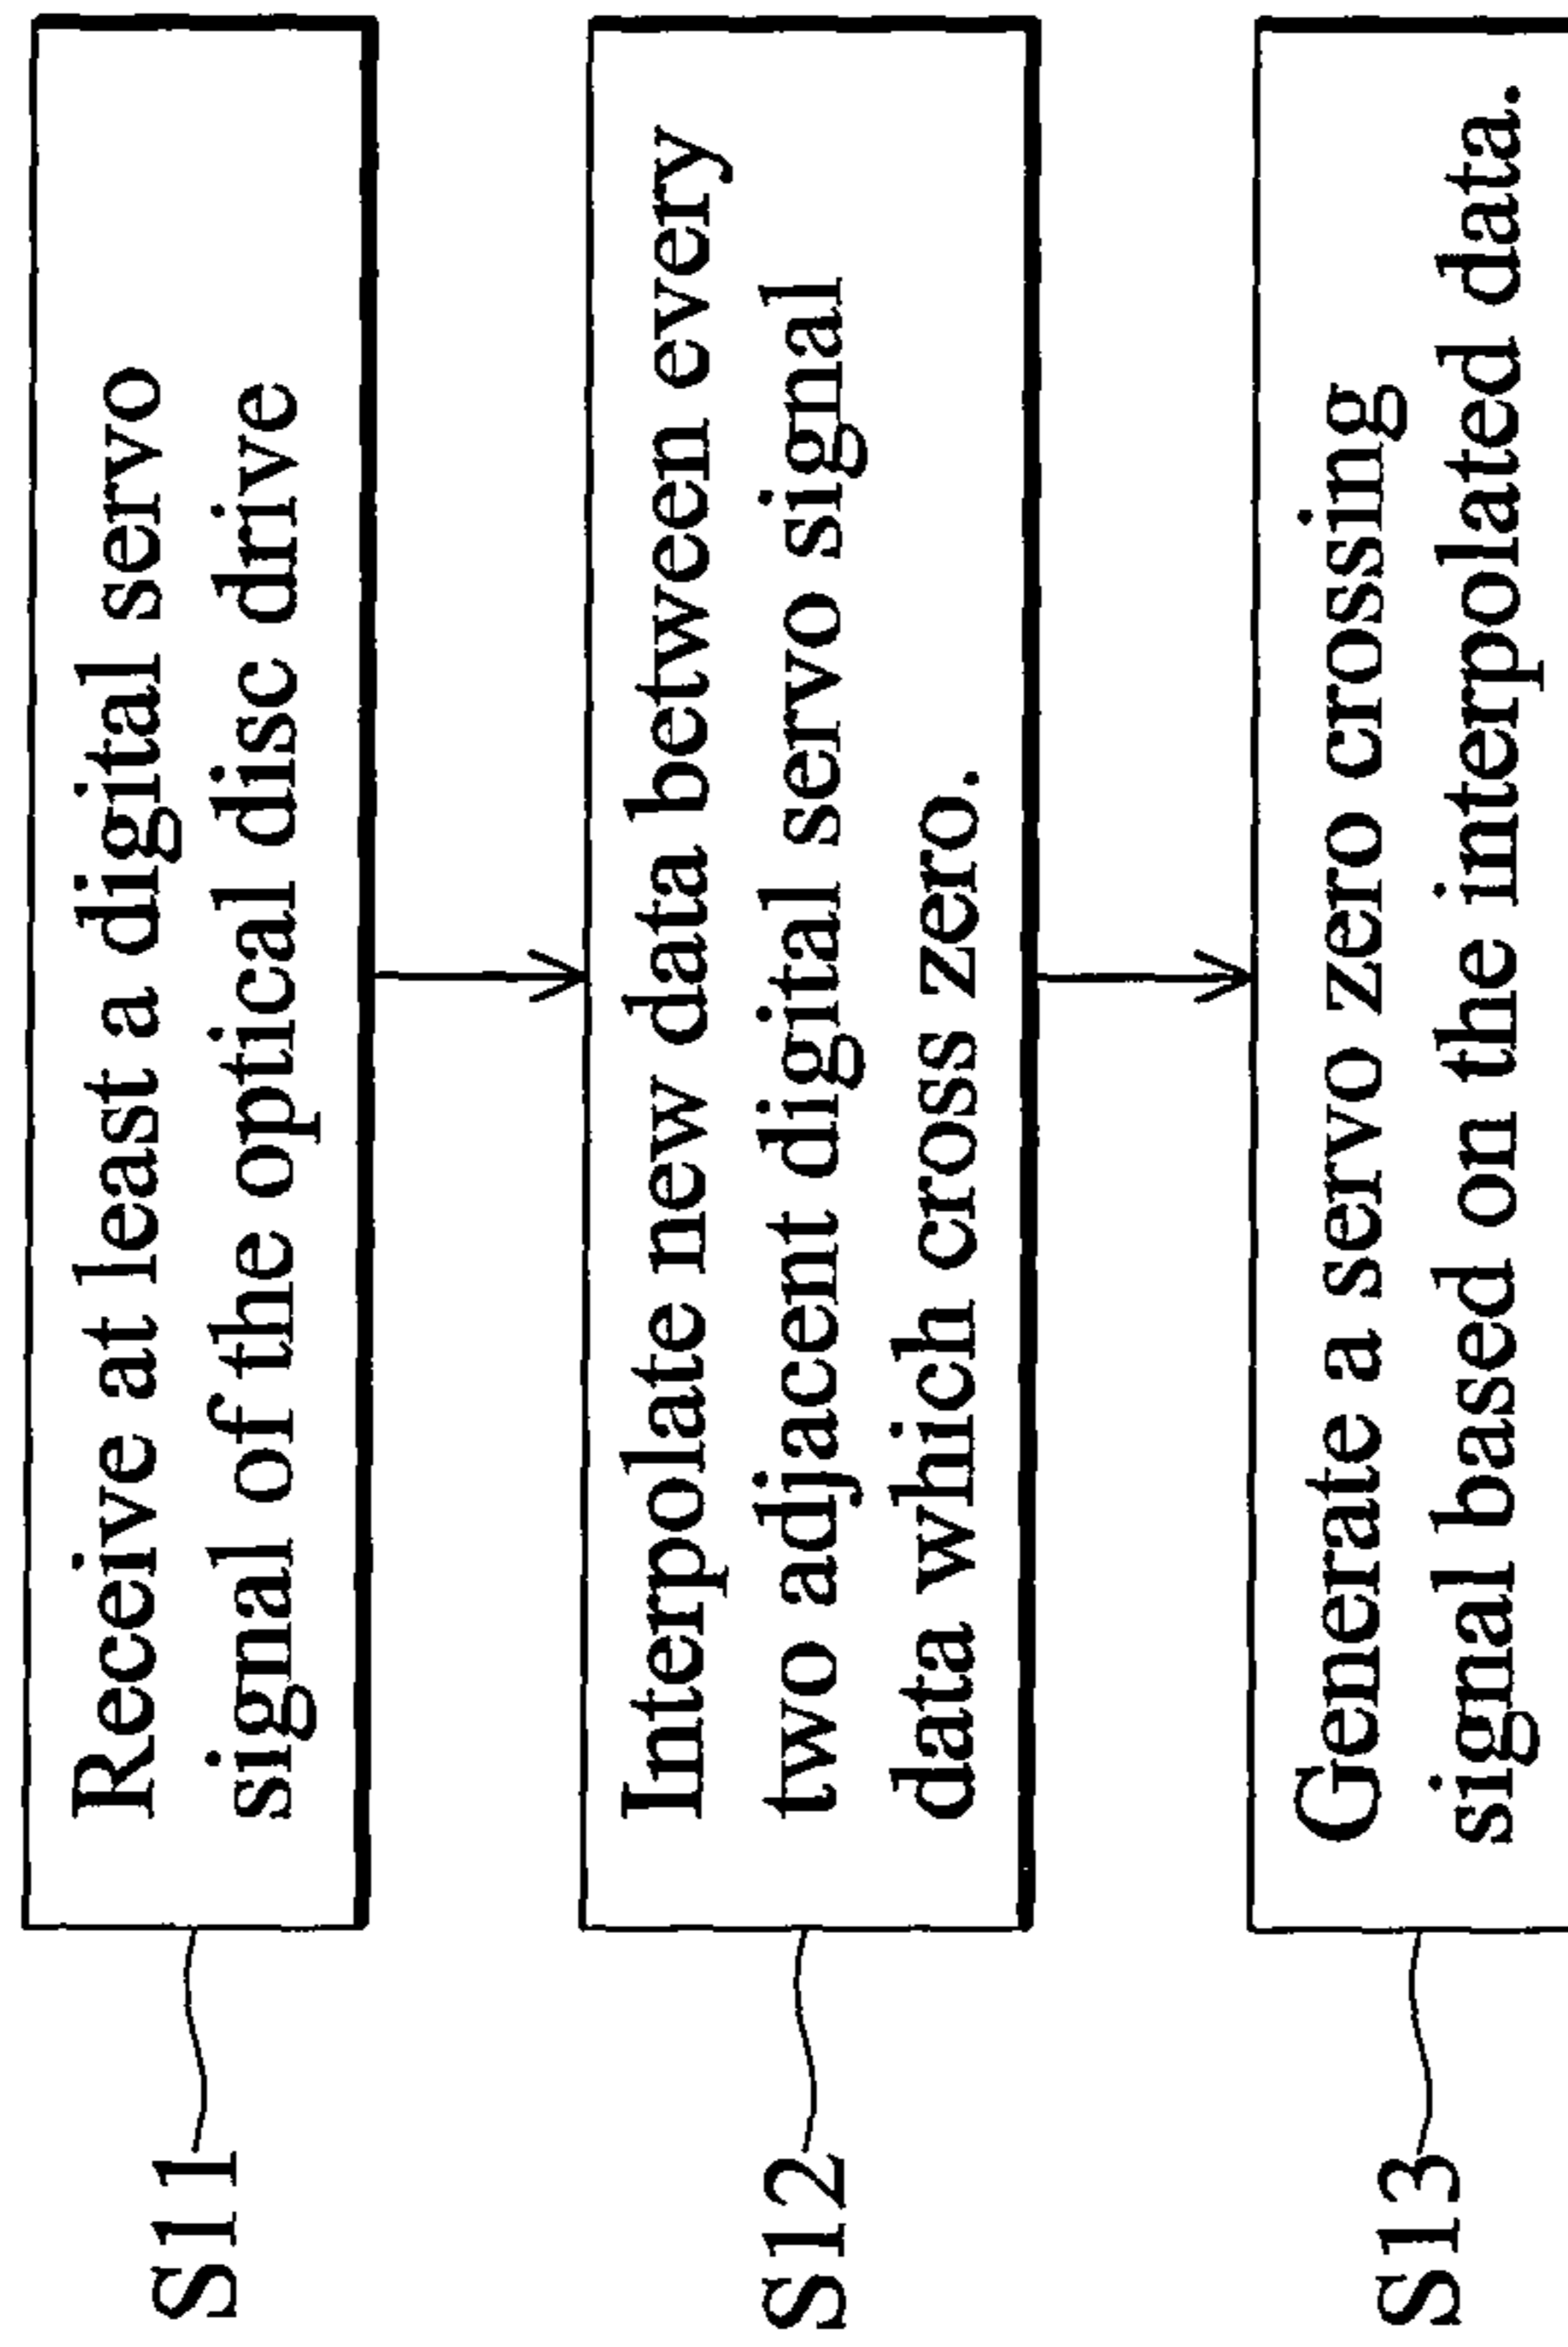 S11
Receive at least a digital servo
signal of the optical disc drive
S12
Interpolate new data between every
two adjacent digital servo signal
data which cross zero.
S13
Generate a servo zero crossing
signal based on the interpolated data.